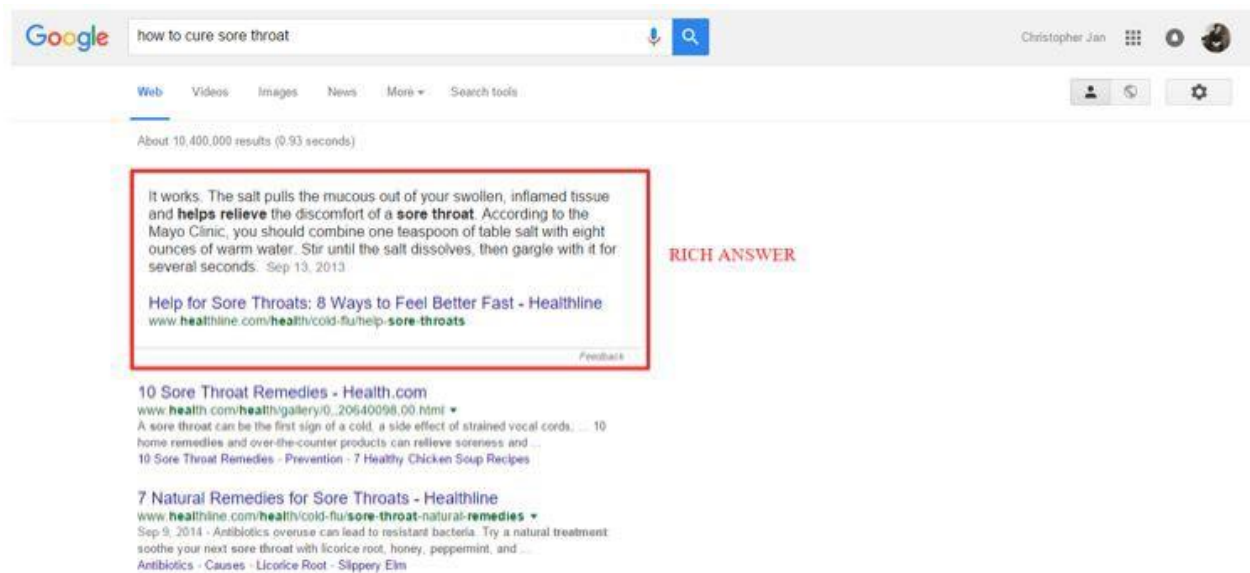 Google
how to cure sore throat
Christopher Jan
Web Videos Images News More Search tools
About 10,400,000 results (0.93 seconds)
It works. The salt pulls the mucous out of your swollen, inflamed tissue
and helps relieve the discomfort of a sore throat. According to the
Mayo Clinic, you should combine one teaspoon of table salt with eight
ounces of warm water. Stir until the salt dissolves, then gargle with it for
several seconds. Sep 13, 2013
RICH ANSWER
Help for Sore Throats: 8 Ways to Feel Better Fast - Healthline
www.healthline.com/health/cold-flu/help-sore-throats
Feedback
10 Sore Throat Remedies - Health.com
www.health.com/health/gallery/0,,20640098,00.html
A sore throat can be the first sign of a cold, a side effect of strained vocal cords, ... 10
home remedies and over-the-counter products can relieve soreness and ...
10 Sore Throat Remedies - Prevention - 7 Healthy Chicken Soup Recipes
7 Natural Remedies for Sore Throats - Healthline
www.healthline.com/health/cold-flu/sore-throat-natural-remedies
Sep 9, 2014 - Antibiotics overuse can lead to resistant bacteria. Try a natural treatment
soothe your next sore throat with licorice root, honey, peppermint, and ...
Antibiotics - Causes - Licorice Root - Slippery Elm